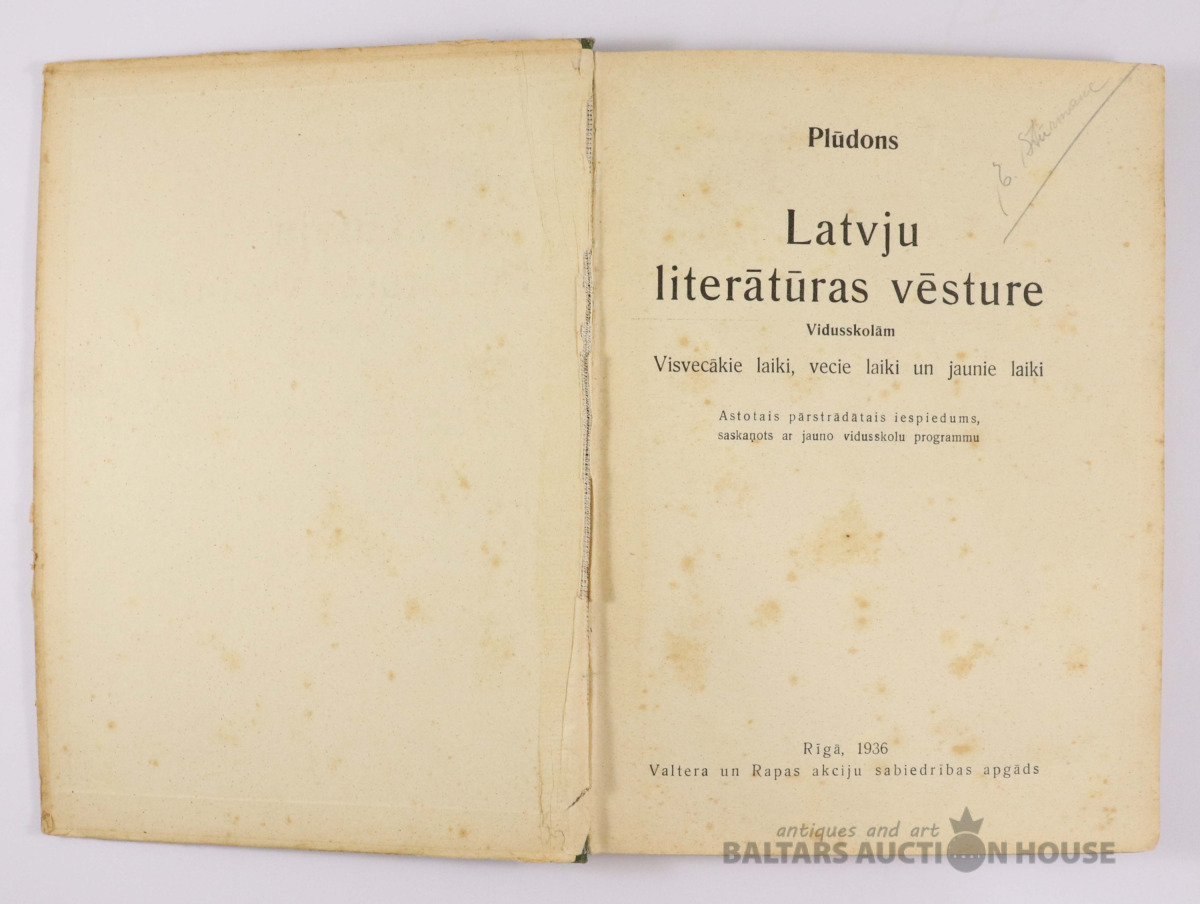 E. Stūrmane
Plūdons
Latvju
literātūras vēsture
Vidusskolām
Visvecākie laiki, vecie laiki un jaunie laiki
Astotais pārstrādātais iespiedums,
saskaņots ar jauno vidusskolu programmu
Rīgā, 1936
Valtera un Rapas akciju sabiedrības apgāds
antiques and art
BALTARS AUCTION HOUSE